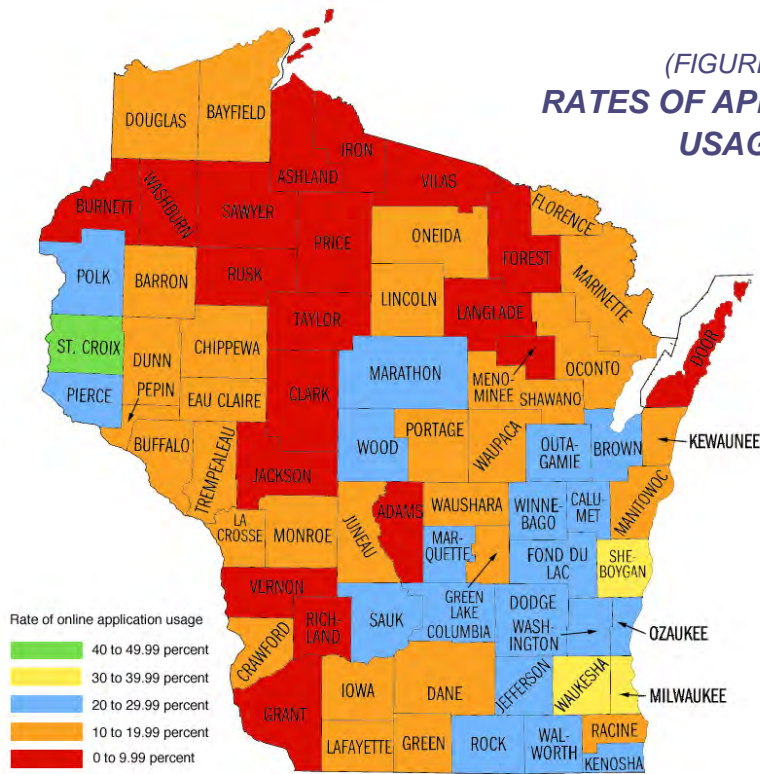 (FIGURE
RATES OF AP
USAG
DOUGLAS
BAYFIELD
IRON
ASHLAND
VILAS
BURNETT
WASHBURN
SAWYER
PRICE
ONEIDA
FLORENCE
FOREST
MARINETTE
POLK
BARRON
RUSK
LINCOLN
LANGLADE
TAYLOR
DOOR
ST. CROIX
DUNN
CHIPPEWA
MARATHON
MENO-
MINEE
OCONTO
SHAWANO
CLARK
PIERCE
PEPIN
EAU CLAIRE
BUFFALO
TREMPEALEAU
WOOD
PORTAGE
WAUPACA
OUTA-
GAMIE
BROWN
KEWAUNEE
JACKSON
LA
CROSSE
MONROE
JUNEAU
ADAMS
WAUSHARA
WINNE-
BAGO
CALU-
MET
MANITOWOC
MAR-
QUETTE
GREEN
LAKE
FOND DU
LAC
SHE-
BOYGAN
VERNON
RICH-
LAND
SAUK
COLUMBIA
DODGE
WASH-
INGTON
OZAUKEE
CRAWFORD
GRANT
IOWA
DANE
JEFFERSON
WAUKESHA
MILWAUKEE
LAFAYETTE
GREEN
ROCK
WAL-
WORTH
RACINE
KENOSHA
Rate of online application usage
40 to 49.99 percent
30 to 39.99 percent
20 to 29.99 percent
10 to 19.99 percent
0 to 9.99 percent